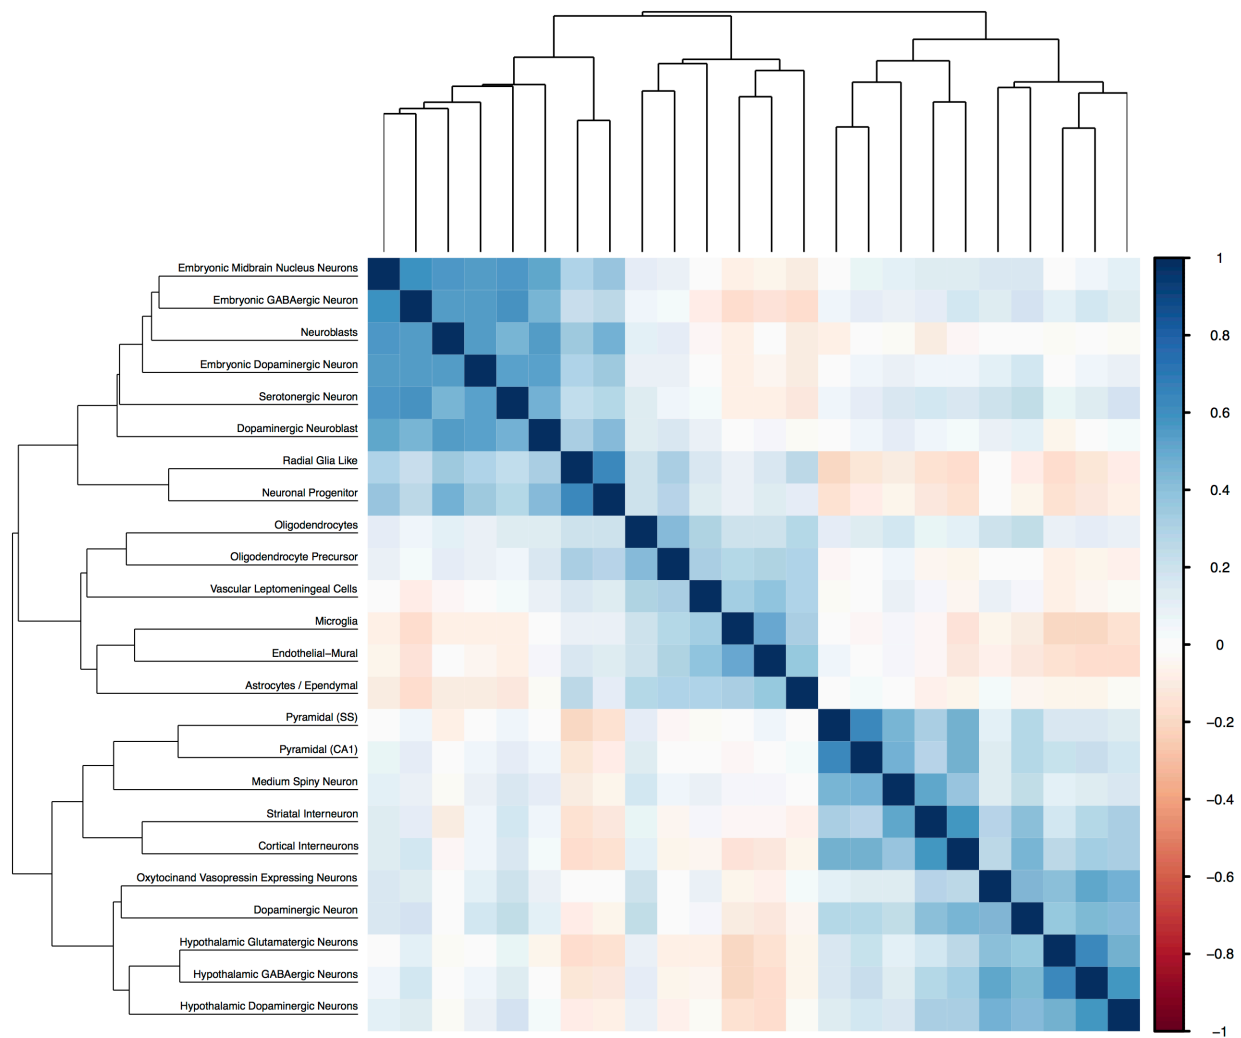 Embryonic Midbrain Nucleus Neurons
Embryonic GABAergic Neuron
Neuroblasts
Embryonic Dopaminergic Neuron
Serotonergic Neuron
Dopaminergic Neuroblast
Radial Glia Like
Neuronal Progenitor
Oligodendrocytes
Oligodendrocyte Precursor
Vascular Leptomeningeal Cells
Microglia
Endothelial−Mural
Astrocytes / Ependymal
Pyramidal (SS)
Pyramidal (CA1)
Medium Spiny Neuron
Striatal Interneuron
Cortical Interneurons
Oxytocinand Vasopressin Expressing Neurons
Dopaminergic Neuron
Hypothalamic Glutamatergic Neurons
Hypothalamic GABAergic Neurons
Hypothalamic Dopaminergic Neurons
1
0.8
0.6
0.4
0.2
0
−0.2
−0.4
−0.6
−0.8
−1